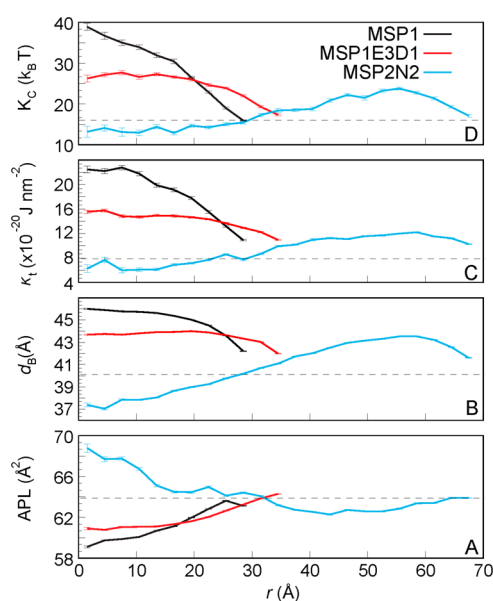 40
30
20
10
K_C (k_B T)
MSP1
MSP1E3D1
MSP2N2
D
20
16
12
8
4
κ_t (x10^-20 J nm^-2)
C
45
43
41
39
37
d_B(Å)
B
70
66
62
58
APL (Å^2)
A
0 10 20 30 40 50 60 70
r (Å)